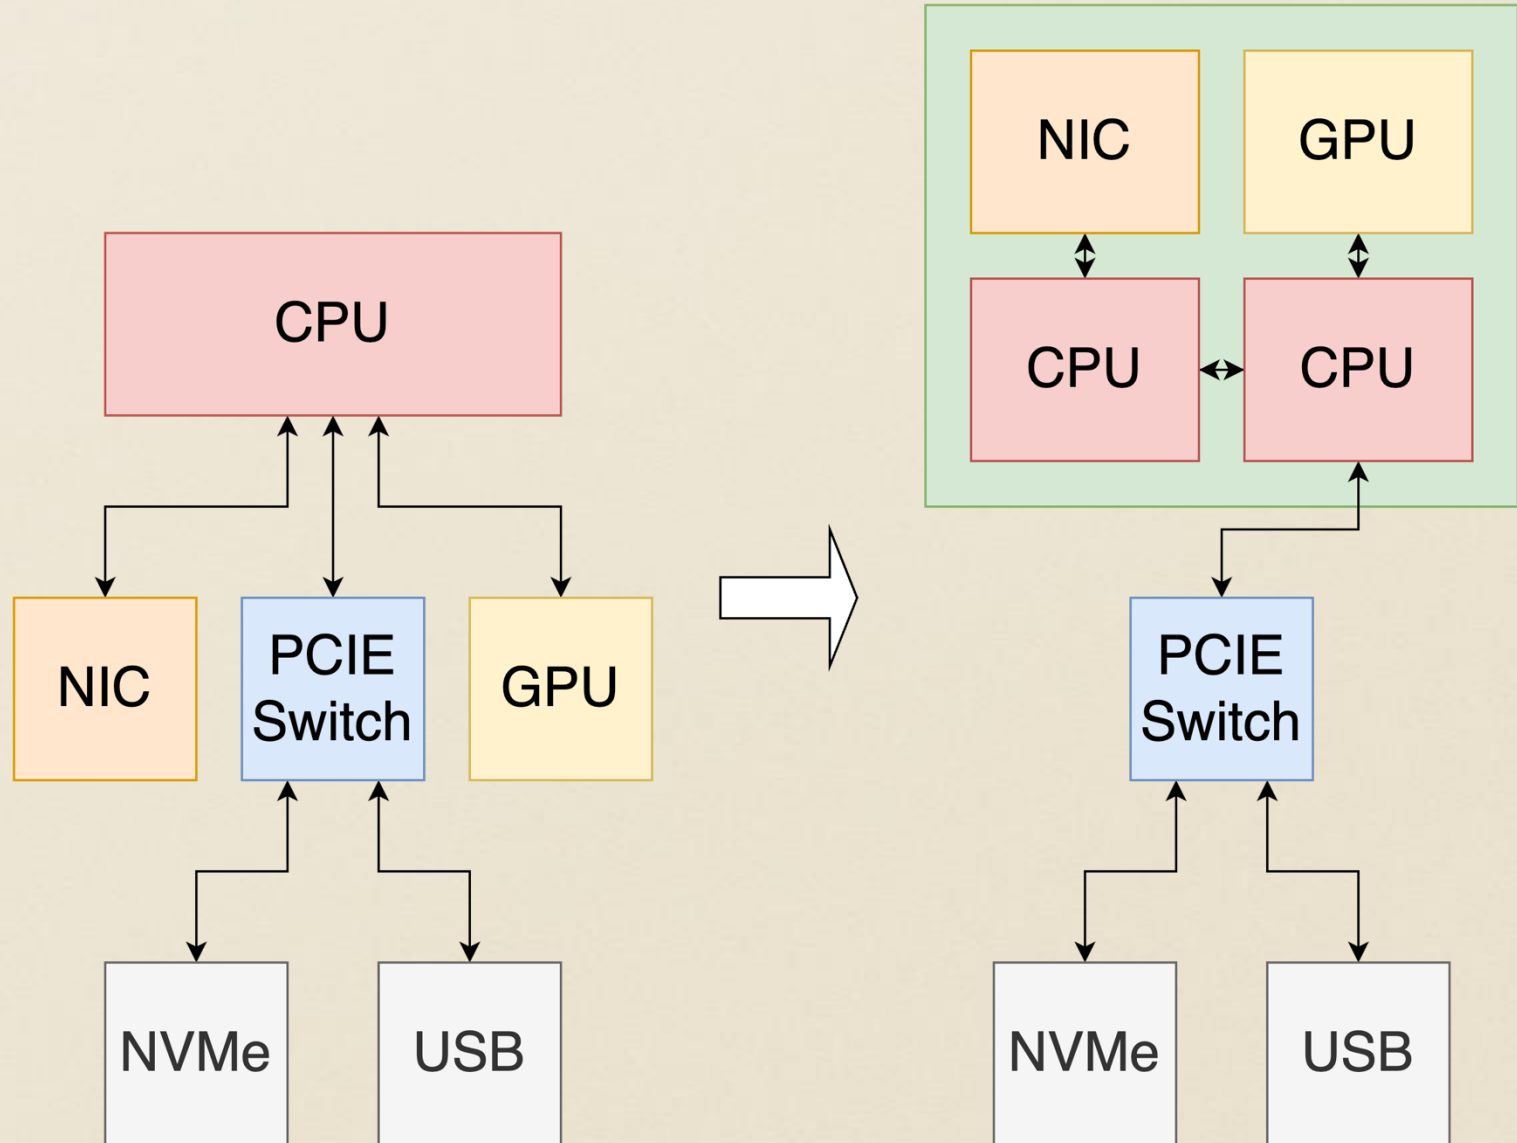 CPU
NIC
PCIE
Switch
GPU
NVMe
USB
NIC
GPU
CPU
CPU
PCIE
Switch
NVMe
USB